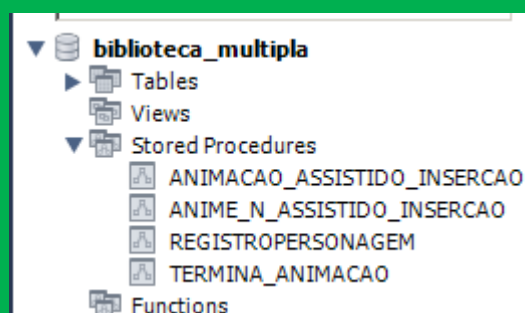 biblioteca_multipla
Tables
Views
Stored Procedures
ANIMACAO_ASSISTIDO_INSERCAO
ANIME_N_ASSISTIDO_INSERCAO
REGISTROPERSONAGEM
TERMINA_ANIMACAO
Functions